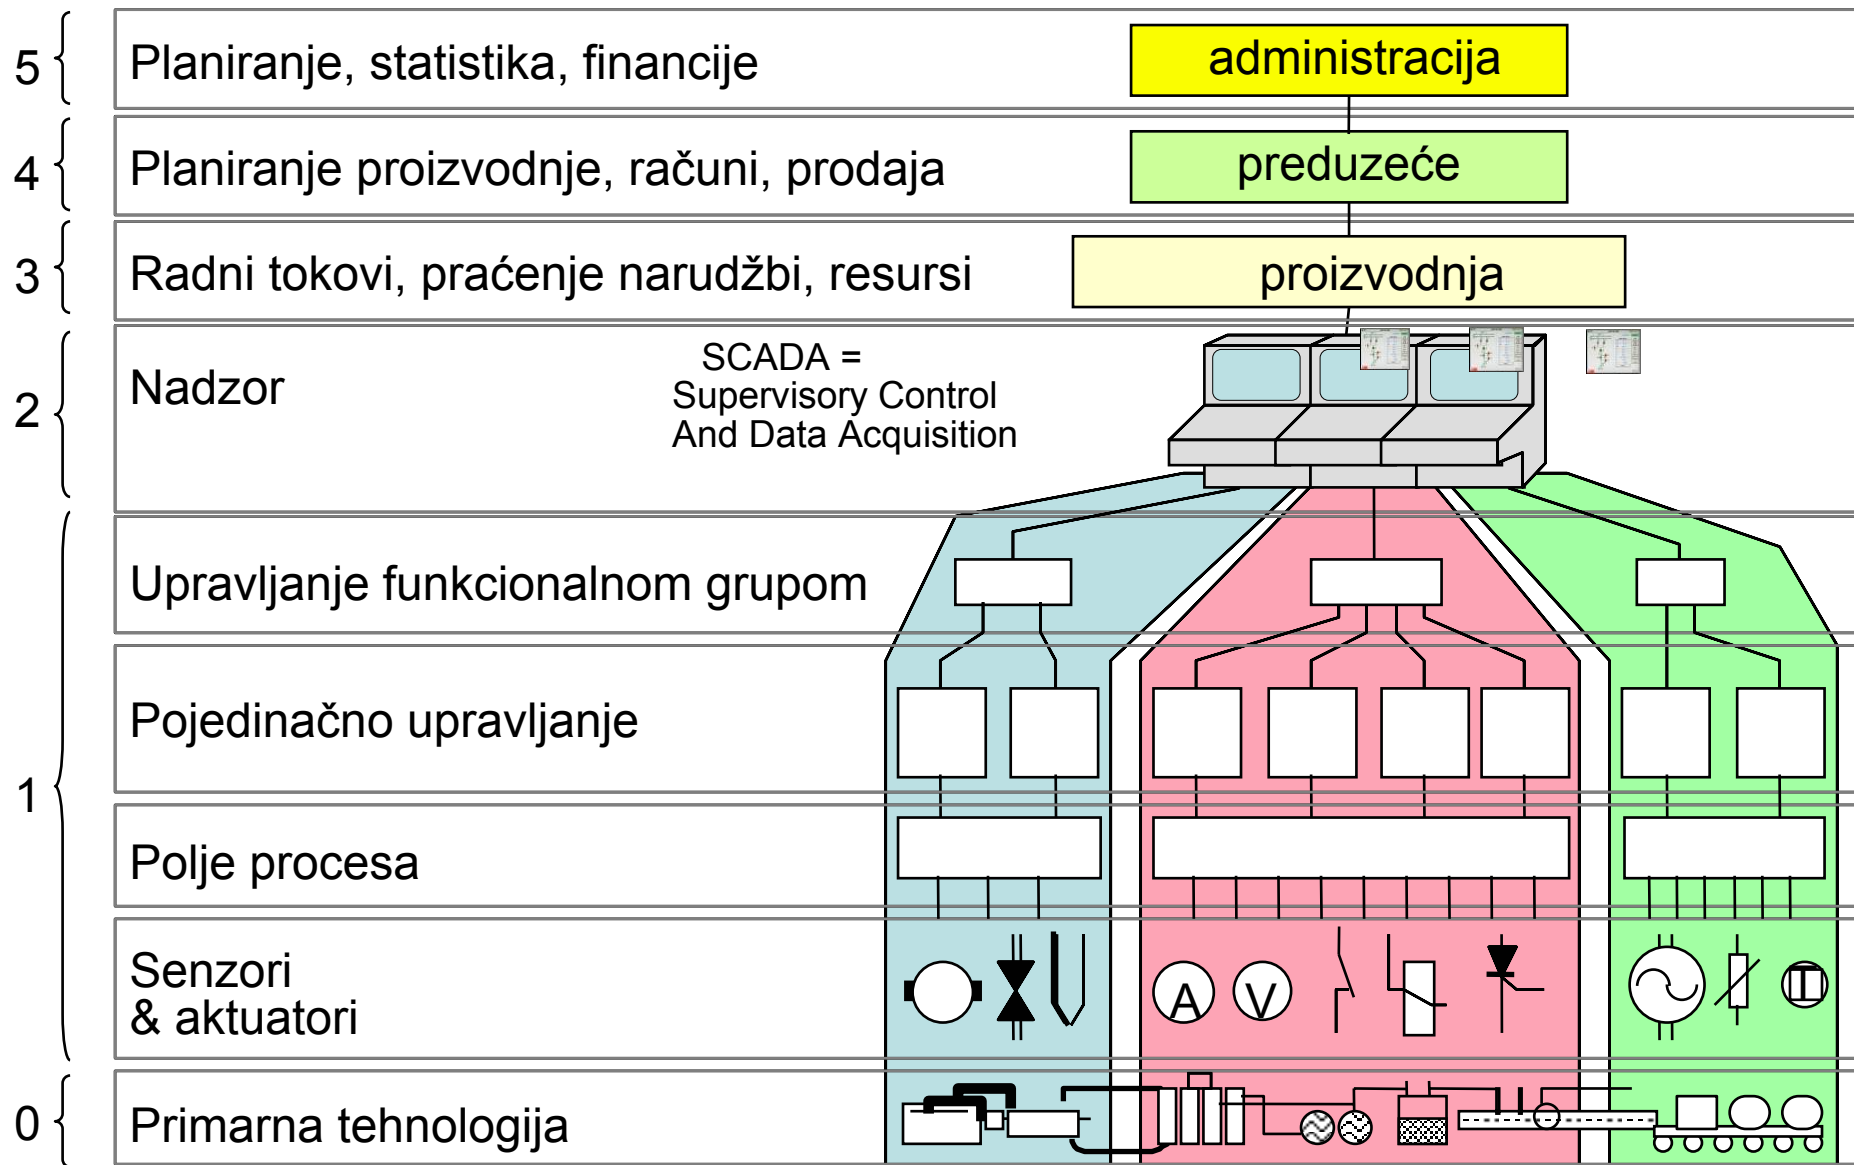 5
Planiranje, statistika, financije
administracija
4
Planiranje proizvodnje, računi, prodaja
preduzeće
3
Radni tokovi, praćenje narudžbi, resursi
proizvodnja
2
Nadzor
SCADA =
Supervisory Control
And Data Acquisition
1
Upravljanje funkcionalnom grupom
Pojedinačno upravljanje
Polje procesa
Senzori
& aktuatori
A
V
T
0
Primarna tehnologija